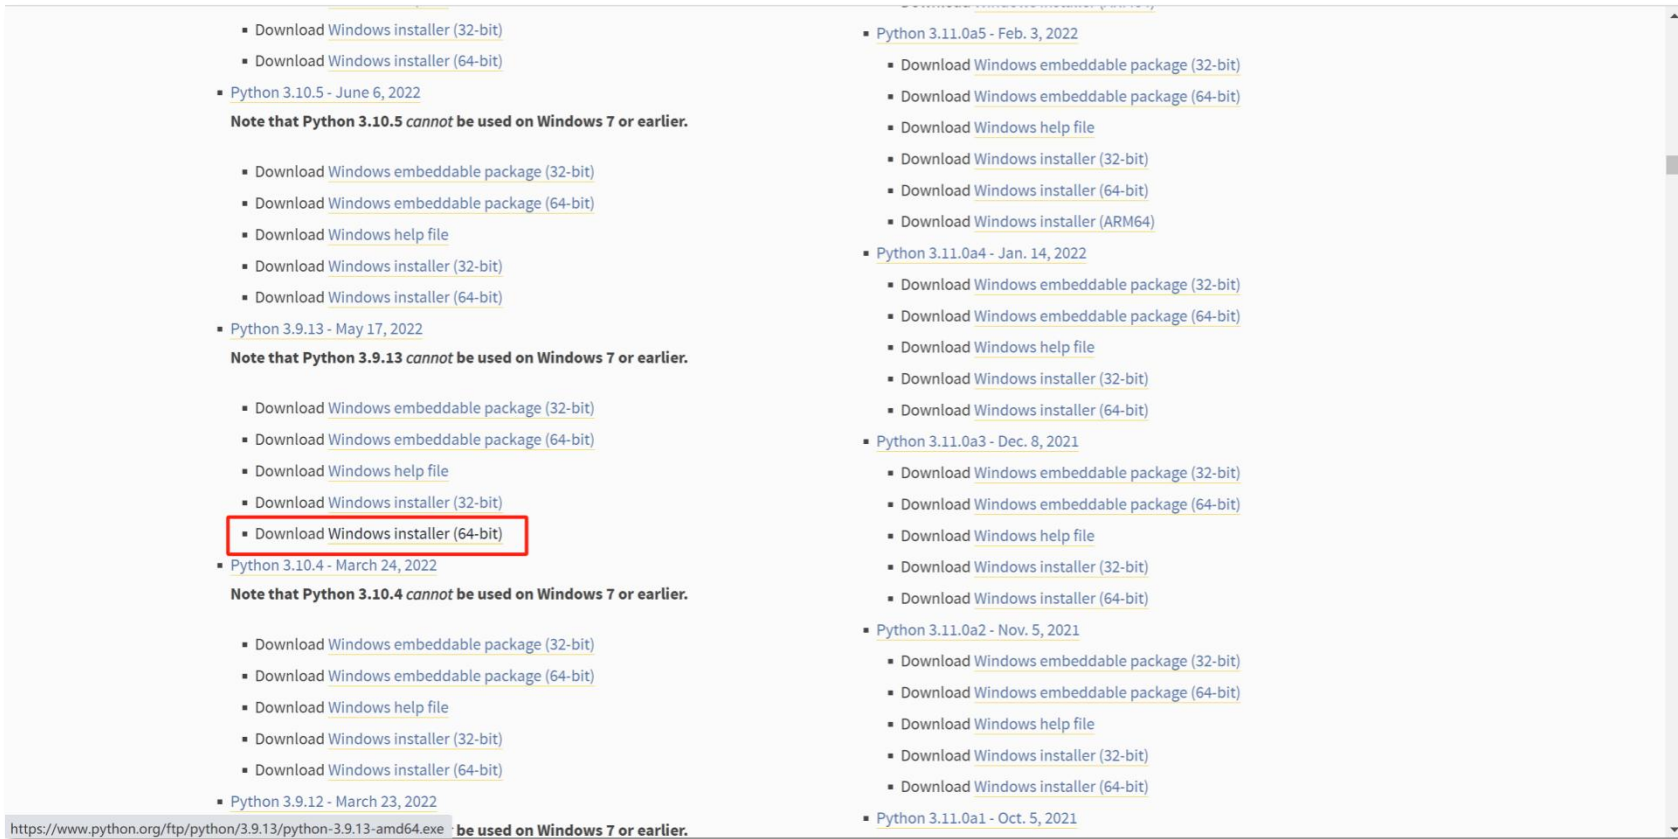 Download Windows installer (32-bit)
Download Windows installer (64-bit)
Python 3.10.5 - June 6, 2022
Note that Python 3.10.5 cannot be used on Windows 7 or earlier.
Download Windows embeddable package (32-bit)
Download Windows embeddable package (64-bit)
Download Windows help file
Download Windows installer (32-bit)
Download Windows installer (64-bit)
Python 3.9.13 - May 17, 2022
Note that Python 3.9.13 cannot be used on Windows 7 or earlier.
Download Windows embeddable package (32-bit)
Download Windows embeddable package (64-bit)
Download Windows help file
Download Windows installer (32-bit)
Download Windows installer (64-bit)
Python 3.10.4 - March 24, 2022
Note that Python 3.10.4 cannot be used on Windows 7 or earlier.
Download Windows embeddable package (32-bit)
Download Windows embeddable package (64-bit)
Download Windows help file
Download Windows installer (32-bit)
Download Windows installer (64-bit)
Python 3.9.12 - March 23, 2022
be used on Windows 7 or earlier.
https://www.python.org/ftp/python/3.9.13/python-3.9.13-amd64.exe
Python 3.11.0a5 - Feb. 3, 2022
Download Windows embeddable package (32-bit)
Download Windows embeddable package (64-bit)
Download Windows help file
Download Windows installer (32-bit)
Download Windows installer (64-bit)
Download Windows installer (ARM64)
Python 3.11.0a4 - Jan. 14, 2022
Download Windows embeddable package (32-bit)
Download Windows embeddable package (64-bit)
Download Windows help file
Download Windows installer (32-bit)
Download Windows installer (64-bit)
Python 3.11.0a3 - Dec. 8, 2021
Download Windows embeddable package (32-bit)
Download Windows embeddable package (64-bit)
Download Windows help file
Download Windows installer (32-bit)
Download Windows installer (64-bit)
Python 3.11.0a2 - Nov. 5, 2021
Download Windows embeddable package (32-bit)
Download Windows embeddable package (64-bit)
Download Windows help file
Download Windows installer (32-bit)
Download Windows installer (64-bit)
Python 3.11.0a1 - Oct. 5, 2021